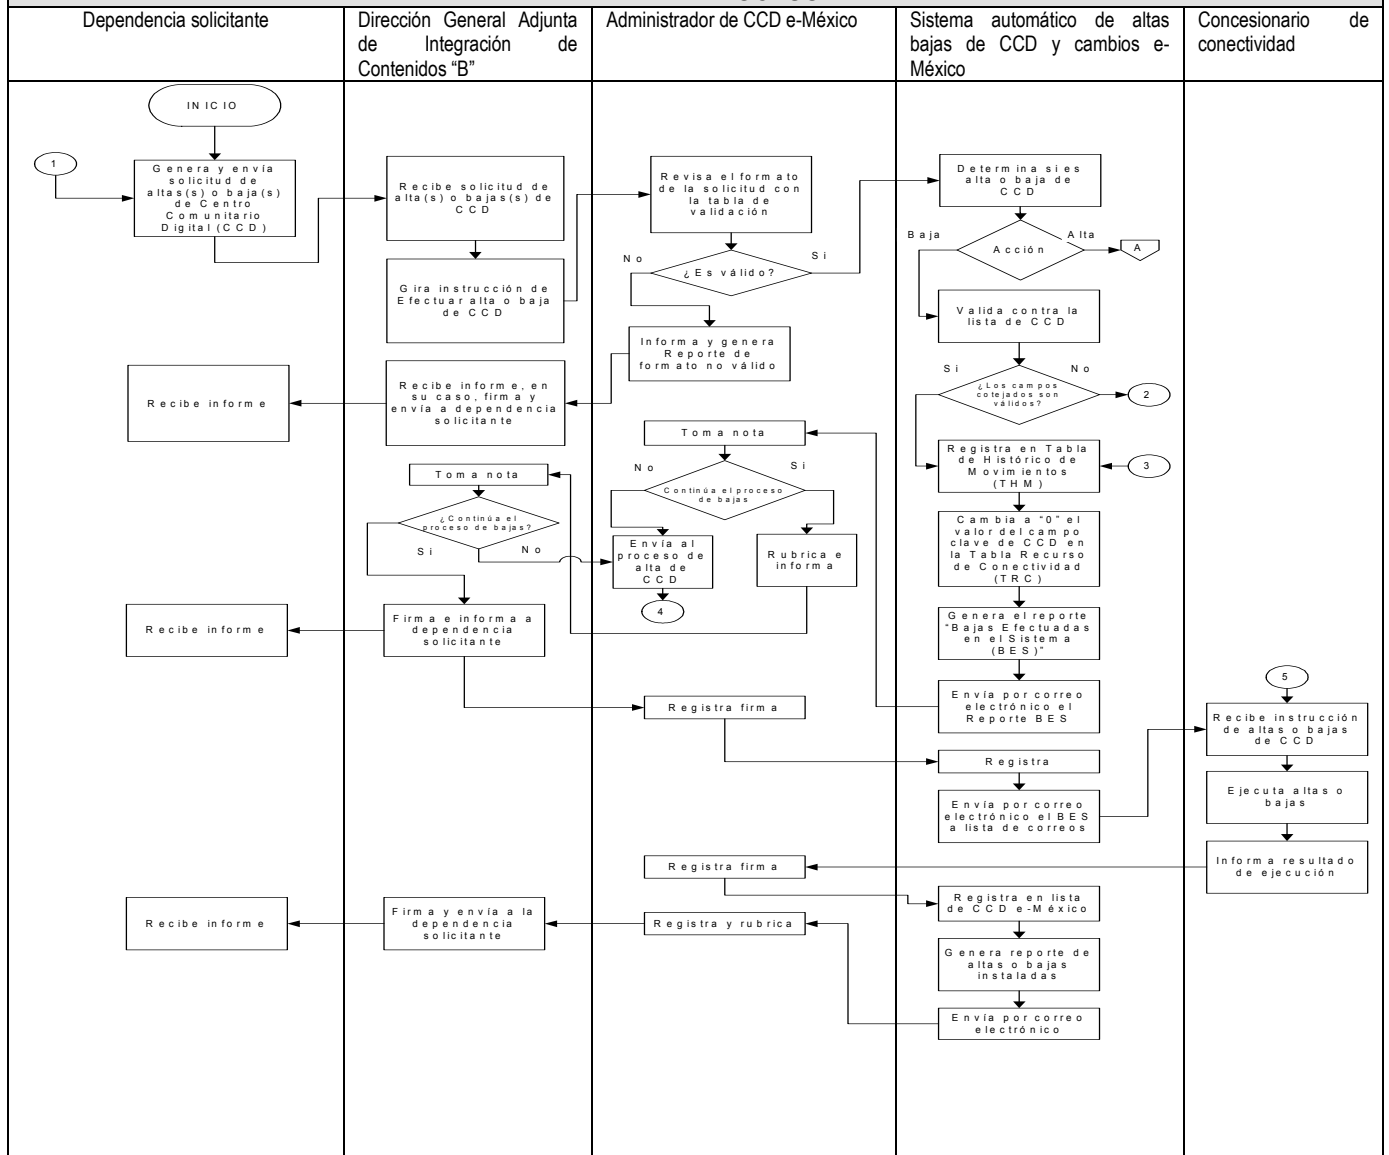 Dependencia solicitante
Dirección General Adjunta
de Integración de
Contenidos “B”
Administrador de CCD e-México
Sistema automático de altas
bajas de CCD y cambios e-
México
Concesionario de
conectividad
INICIO
1
Genera y envía
solicitud de
altas(s) o baja(s)
de Centro
Comunitario
Digital (CCD)
Recibe solicitud de
alta(s) o bajas(s) de
CCD
Gira instrucción de
Efectuar alta o baja
de CCD
Revisa el formato
de la solicitud con
la tabla de
validación
No
Si
¿Es válido?
Informa y genera
Reporte de
formato no válido
Determina si es
alta o baja de
CCD
Baja
Alta
Acción
A
Valida contra la
lista de CCD
Si
No
¿Los campos
cotejados son
válidos?
2
Recibe informe
Recibe informe, en
su caso, firma y
envía a dependencia
solicitante
Toma nota
No
Si
Continúa el proceso
de bajas
Registra en Tabla
de Histórico de
Movimientos
(THM)
3
Toma nota
¿Continúa el
proceso de bajas?
Si
No
Envía al
proceso de
alta de
CCD
4
Rubrica e
informa
Cambia a “0” el
valor del campo
clave de CCD en
la Tabla Recurso
de Conectividad
(TRC)
Recibe informe
Firma e informa a
dependencia
solicitante
Genera el reporte
“Bajas Efectuadas
en el Sistema
(BES)”
Envía por correo
electrónico el
Reporte BES
5
Registra firma
Recibe instrucción
de altas o bajas
de CCD
Registra
Envía por correo
electrónico el BES
a lista de correos
Ejecuta altas o
bajas
Registra firma
Informa resultado
de ejecución
Recibe informe
Firma y envía a la
dependencia
solicitante
Registra y rubrica
Registra en lista
de CCD e-México
Genera reporte de
altas o bajas
instaladas
Envía por correo
electrónico